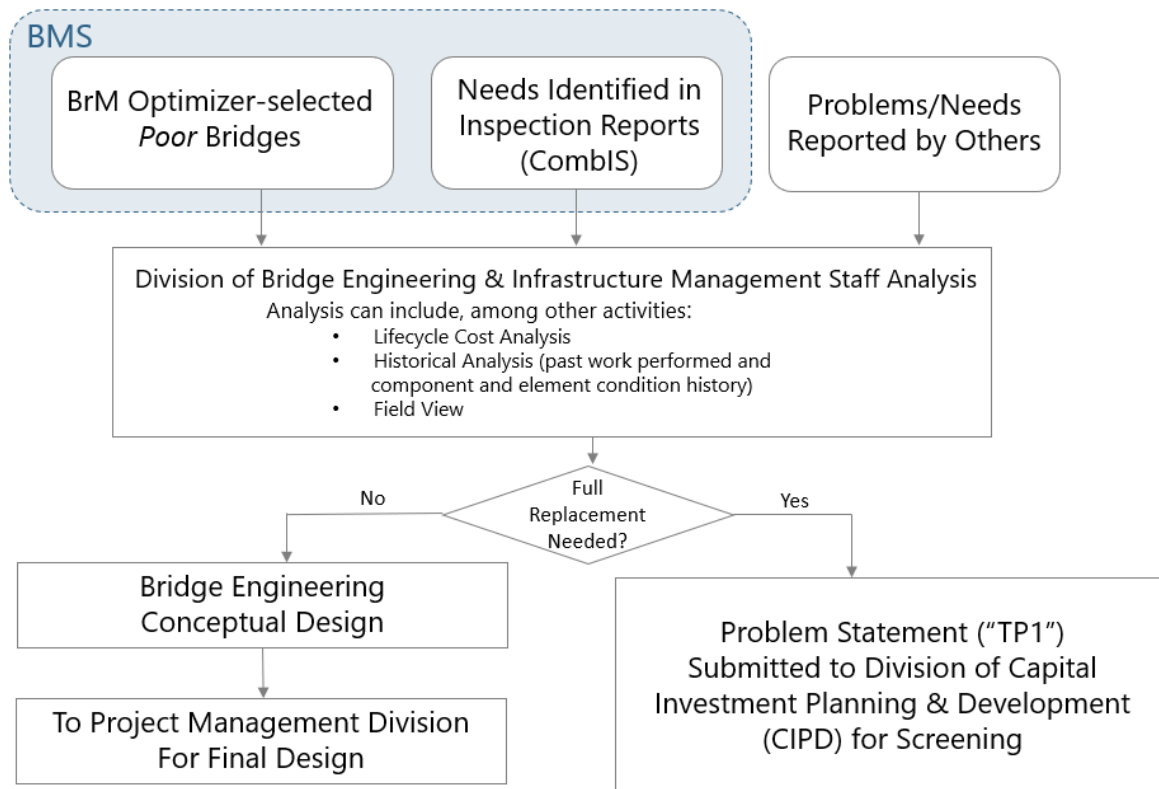 BMS
BrM Optimizer-selected
Poor Bridges
Needs Identified in
Inspection Reports
(CombIS)
Problems/Needs
Reported by Others
Division of Bridge Engineering & Infrastructure Management Staff Analysis
Analysis can include, among other activities:
• Lifecycle Cost Analysis
• Historical Analysis (past work performed and
component and element condition history)
• Field View
Full
Replacement
Needed?
No
Yes
Bridge Engineering
Conceptual Design
To Project Management Division
For Final Design
Problem Statement (“TP1”)
Submitted to Division of Capital
Investment Planning & Development
(CIPD) for Screening